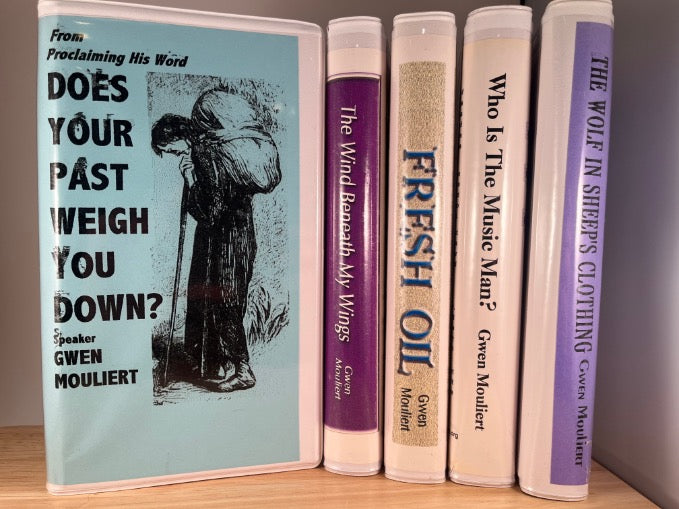 From
Proclaiming His Word
DOES
YOUR
PAST
WEIGH
YOU
DOWN?
Speaker
GWEN
MOULIERT
The Wind Beneath My Wings
Gwen
Mouliert
FRESH OIL
Gwen
Mouliert
Who Is The Music Man?
Gwen Mouliert
org
THE WOLF IN SHEEP'S CLOTHING
GWEN MOULIERT